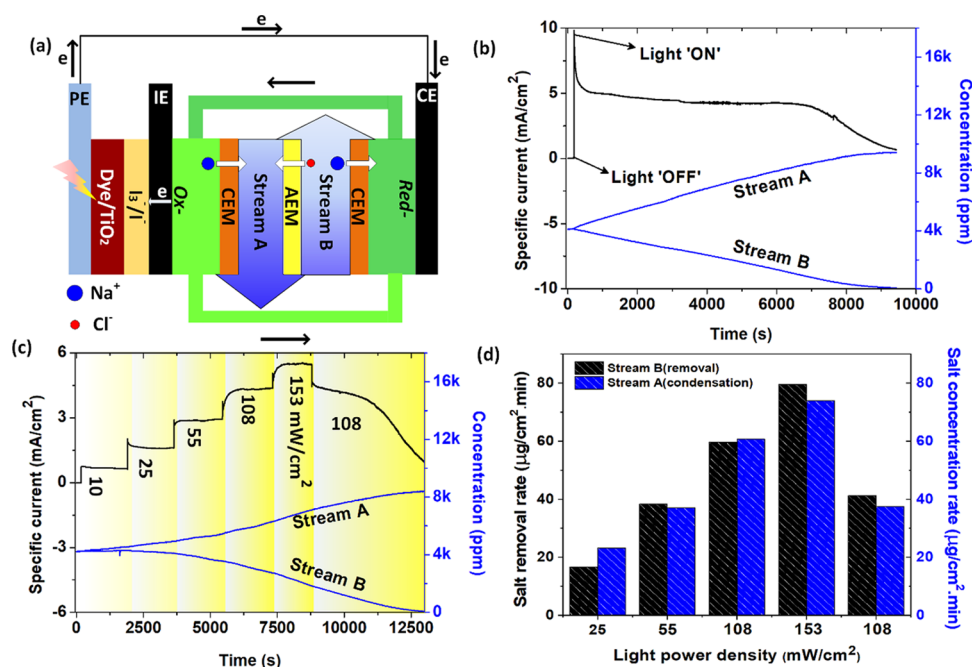 (a)
e
e
e
PE
IE
CE
Dye/TiO₂
I₃⁻/I⁻
e
Ox-
CEM
Stream A
AEM
Stream B
CEM
Red-
Na⁺
Cl⁻
(b)
Specific current (mA/cm²)
10
5
0
-5
-10
Light 'ON'
Light 'OFF'
Stream A
Stream B
16k
12k
8k
4k
0
Concentration (ppm)
0 2000 4000 6000 8000 10000
Time (s)
(c)
Specific current (mA/cm²)
6
3
0
-3
-6
10
25
55
108
153 mW/cm²
108
Stream A
Stream B
16k
12k
8k
4k
0
Concentration (ppm)
0 2500 5000 7500 10000 12500
Time (s)
(d)
Salt removal rate (μg/cm².min)
80
60
40
20
0
Stream B(removal)
Stream A(condensation)
80
60
40
20
0
Salt concentration rate (μg/cm².min)
25 55 108 153 108
Light power density (mW/cm²)